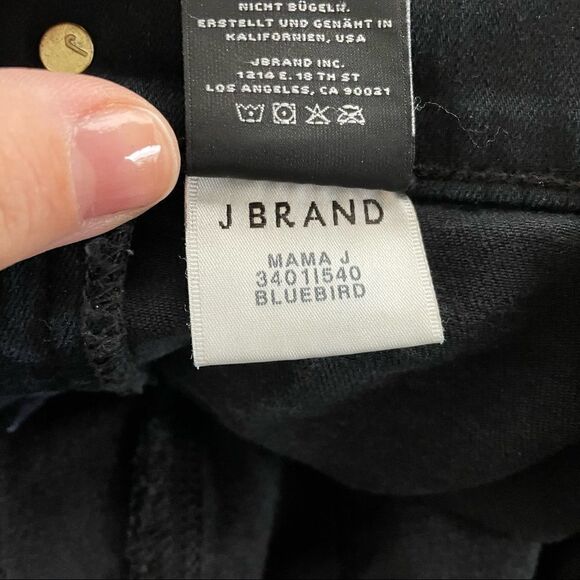 NICHT BÜGELN.
ERSTELLT UND GENÄHT IN
KALIFORNIEN, USA
JBRAND INC.
1214 E. 18 TH ST
LOS ANGELES, CA 90021
J BRAND
MAMA J
3401I540
BLUEBIRD